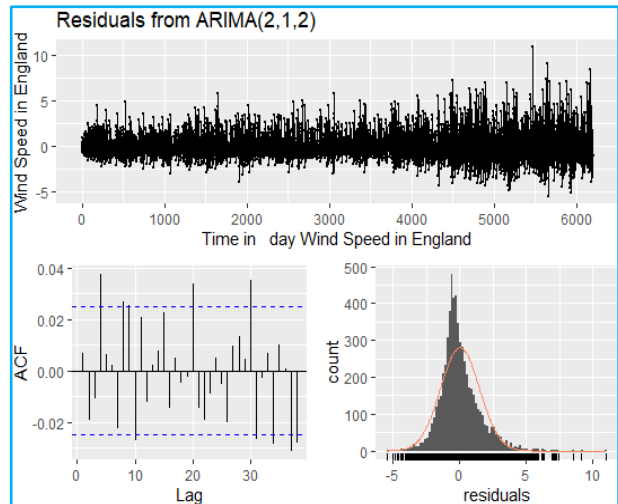 Residuals from ARIMA(2,1,2)
Wind Speed in England
10
5
0
-5
0 1000 2000 3000 4000 5000 6000
Time in day Wind Speed in England
ACF
0.04
0.02
0.00
-0.02
0 10 20 30
Lag
count
500
400
300
200
100
0
-5 0 5 10
residuals